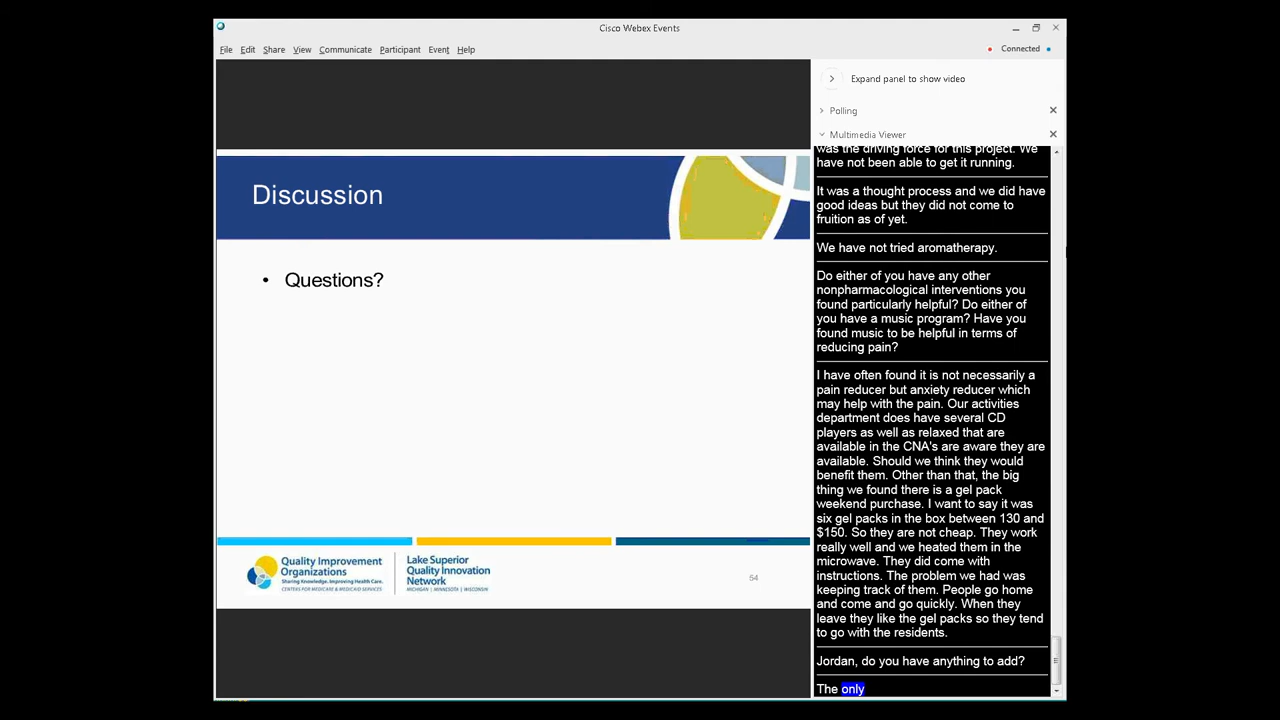 Cisco Webex Events
File Edit Share View Communicate Participant Event Help
Connected
Expand panel to show video
Polling
Multimedia Viewer
Discussion
• Questions?
Quality Improvement
Organizations
Sharing Knowledge. Improving Health Care.
CENTERS FOR MEDICARE & MEDICAID SERVICES
Lake Superior
Quality Innovation
Network
MICHIGAN | MINNESOTA | WISCONSIN
54
was the driving force for this project. We
have not been able to get it running.
It was a thought process and we did have
good ideas but they did not come to
fruition as of yet.
We have not tried aromatherapy.
Do either of you have any other
nonpharmacological interventions you
found particularly helpful? Do either of
you have a music program? Have you
found music to be helpful in terms of
reducing pain?
I have often found it is not necessarily a
pain reducer but anxiety reducer which
may help with the pain. Our activities
department does have several CD
players as well as relaxed that are
available in the CNA's are aware they are
available. Should we think they would
benefit them. Other than that, the big
thing we found there is a gel pack
weekend purchase. I want to say it was
six gel packs in the box between 130 and
$150. So they are not cheap. They work
really well and we heated them in the
microwave. They did come with
instructions. The problem we had was
keeping track of them. People go home
and come and go quickly. When they
leave they like the gel packs so they tend
to go with the residents.
Jordan, do you have anything to add?
The only